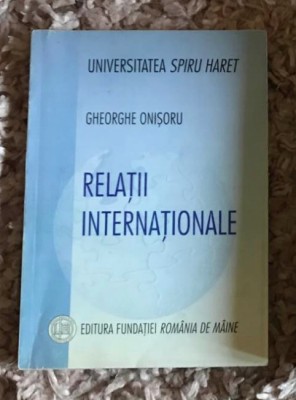 UNIVERSITATEA SPIRU HARET
GHEORGHE ONIȘORU
RELAȚII
INTERNAȚIONALE
EDITURA FUNDAȚIEI ROMÂNIA DE MÂINE